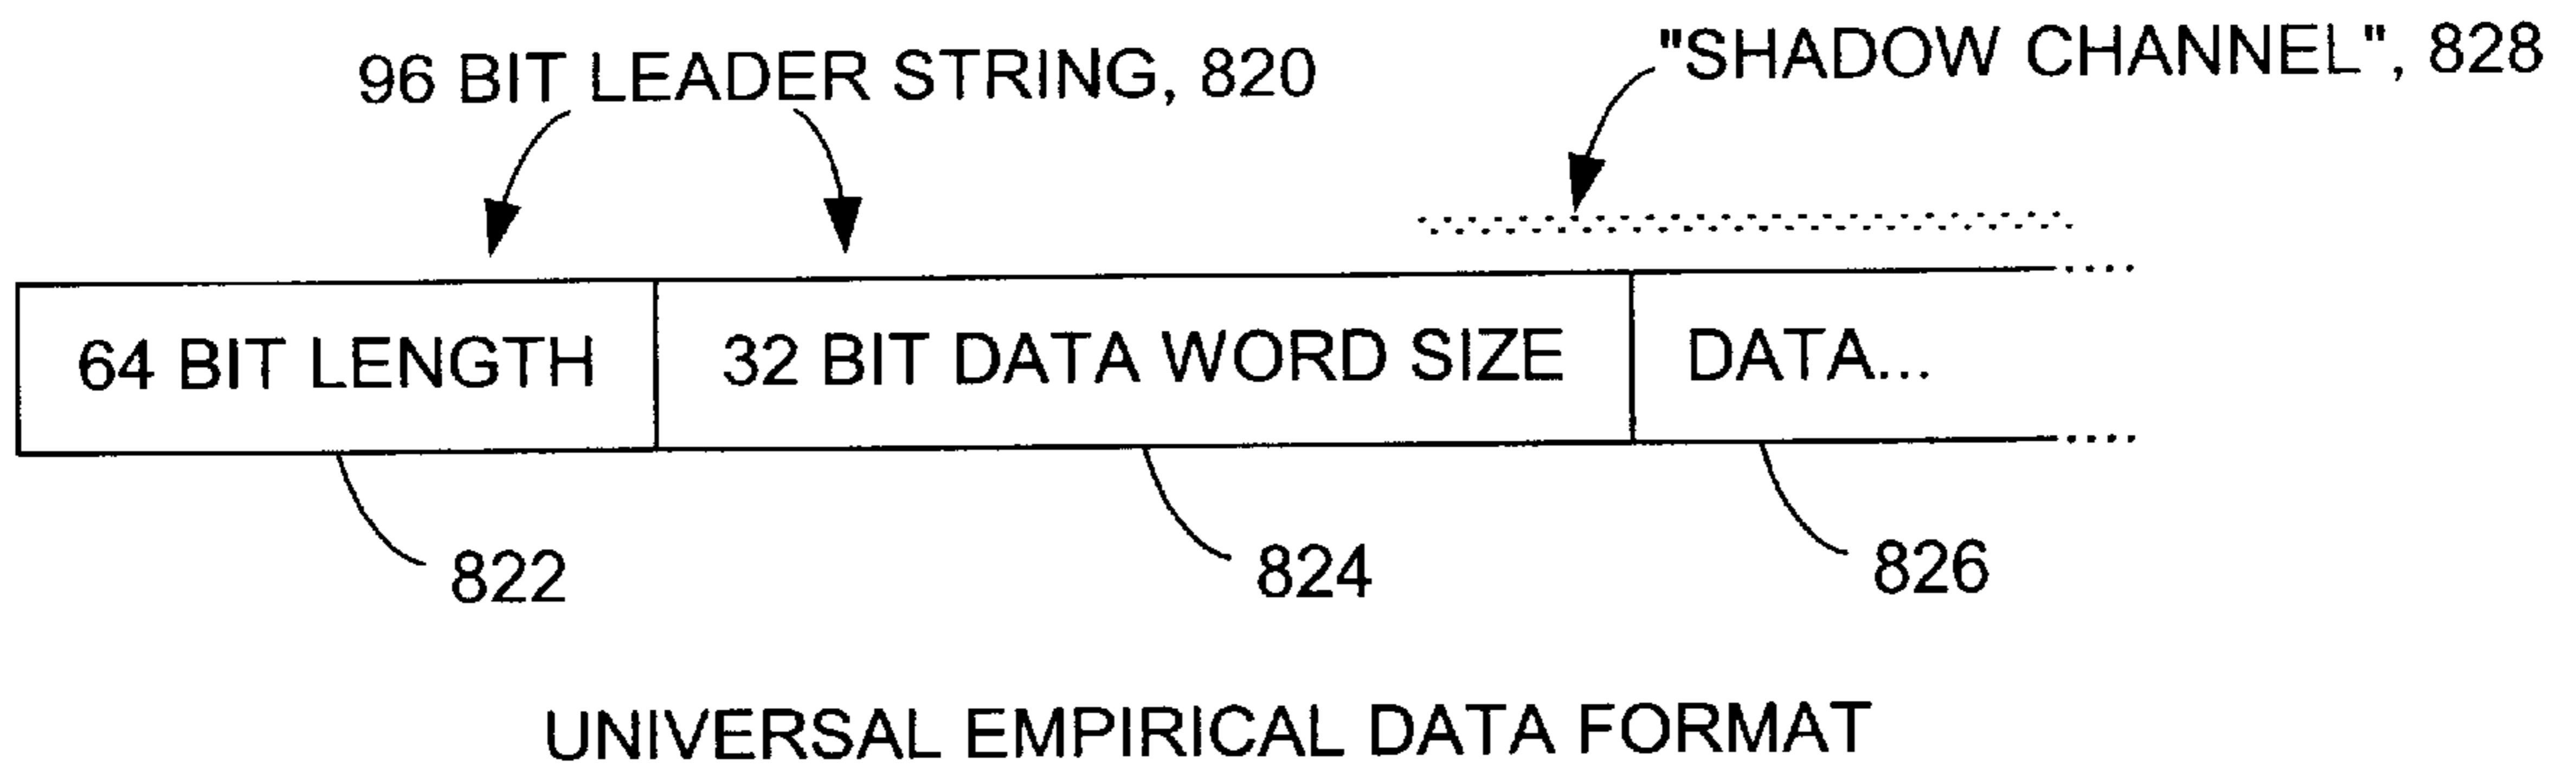 "SHADOW CHANNEL", 828
96 BIT LEADER STRING, 820
64 BIT LENGTH
32 BIT DATA WORD SIZE
DATA...
822
824
826
UNIVERSAL EMPIRICAL DATA FORMAT